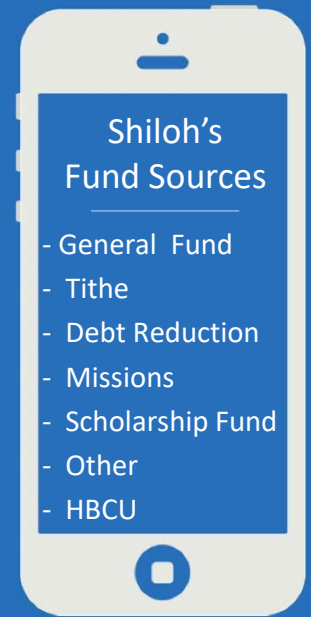 Shiloh's
Fund Sources
- General Fund
- Tithe
- Debt Reduction
- Missions
- Scholarship Fund
- Other
- HBCU